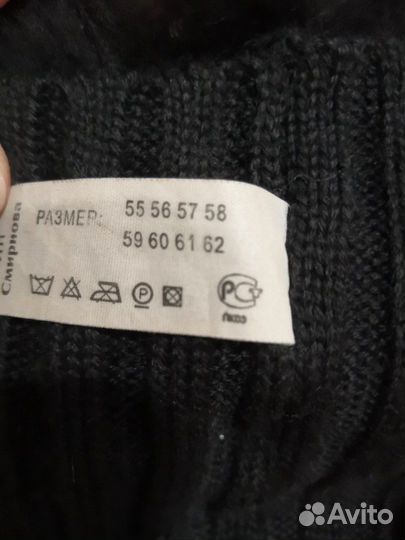 Смирнова
РАЗМЕР: 55 56 57 58
59 60 61 62
P
РСТ
Avito